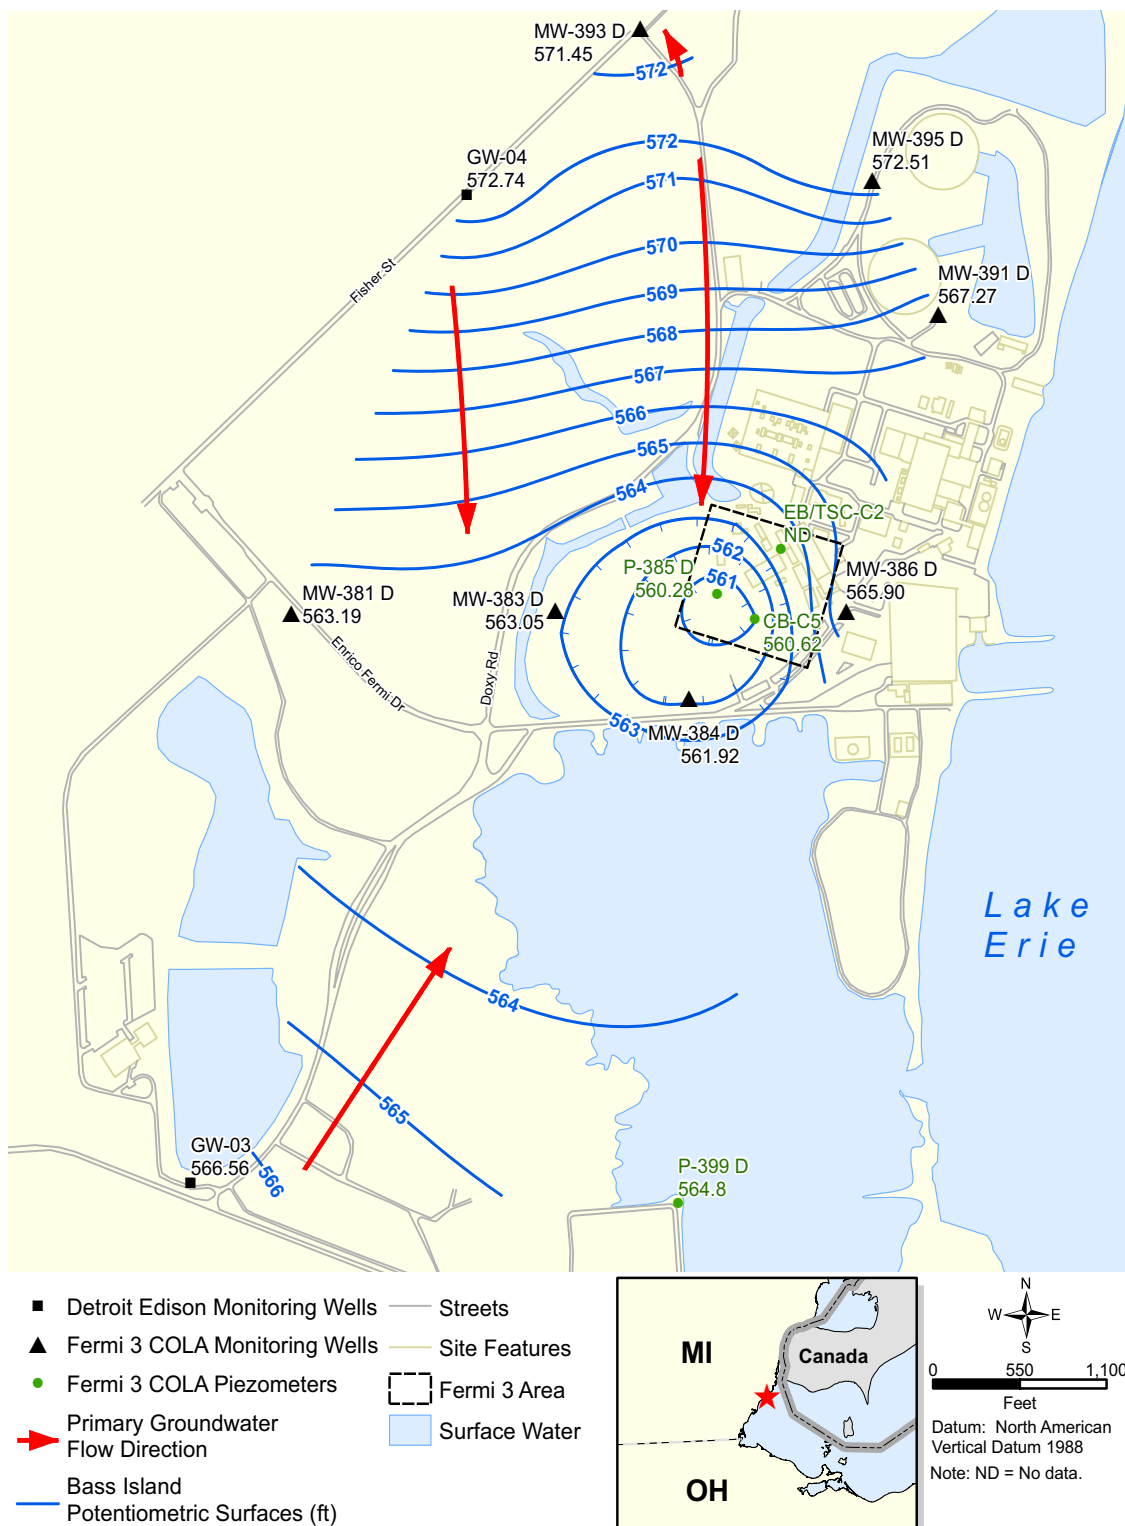 MW-393 D
571.45
572
GW-04
572.74
572
MW-395 D
572.51
571
570
MW-391 D
567.27
Fisher St
569
568
567
566
565
564
EB/TSC-C2
ND
562
P-385 D
560.28
561
MW-386 D
565.90
MW-381 D
563.19
MW-383 D
563.05
CB-C5
560.62
Enrico Fermi Dr
Doxy Rd
563
MW-384 D
561.92
Lake
Erie
564
565
GW-03
566.56
566
P-399 D
564.8
Detroit Edison Monitoring Wells
Fermi 3 COLA Monitoring Wells
Fermi 3 COLA Piezometers
Primary Groundwater
Flow Direction
Bass Island
Potentiometric Surfaces (ft)
Streets
Site Features
Fermi 3 Area
Surface Water
MI
Canada
OH
N
W E
S
0 550 1,100
Feet
Datum: North American
Vertical Datum 1988
Note: ND = No data.